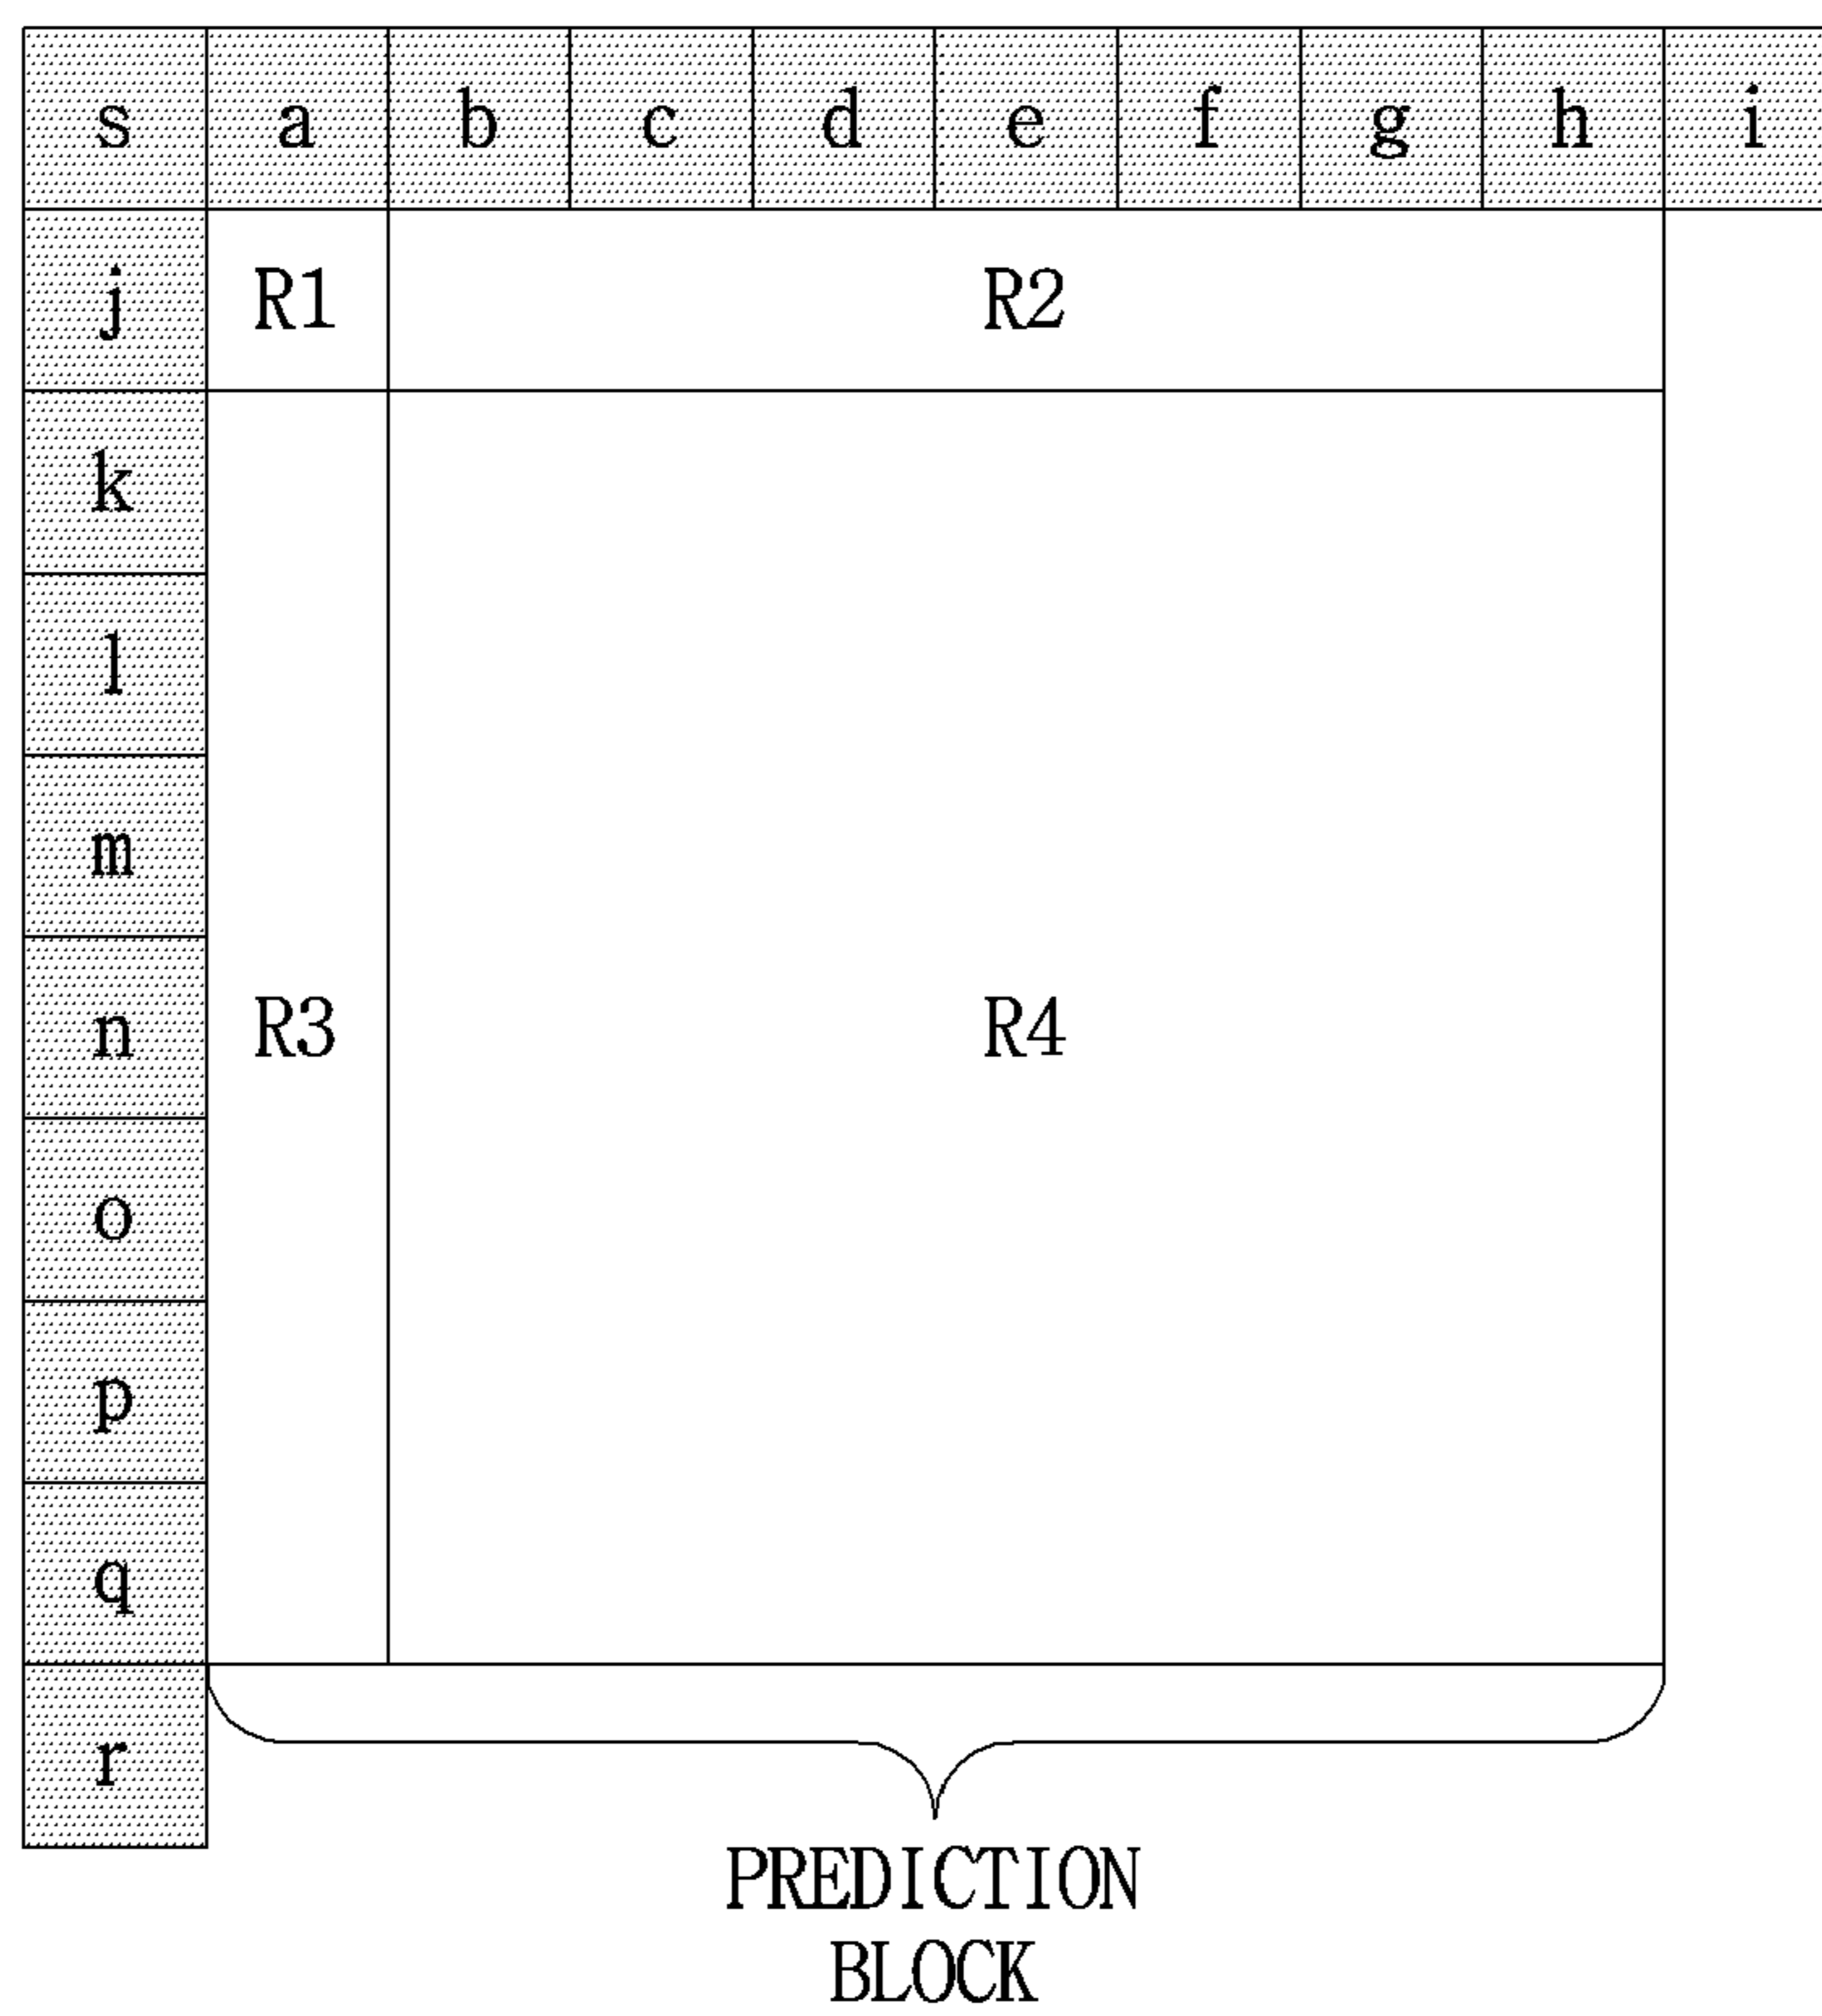 s a b c d e f g h i
j R1 R2
k
l
m
n R3 R4
o
p
q
r
PREDICTION
BLOCK